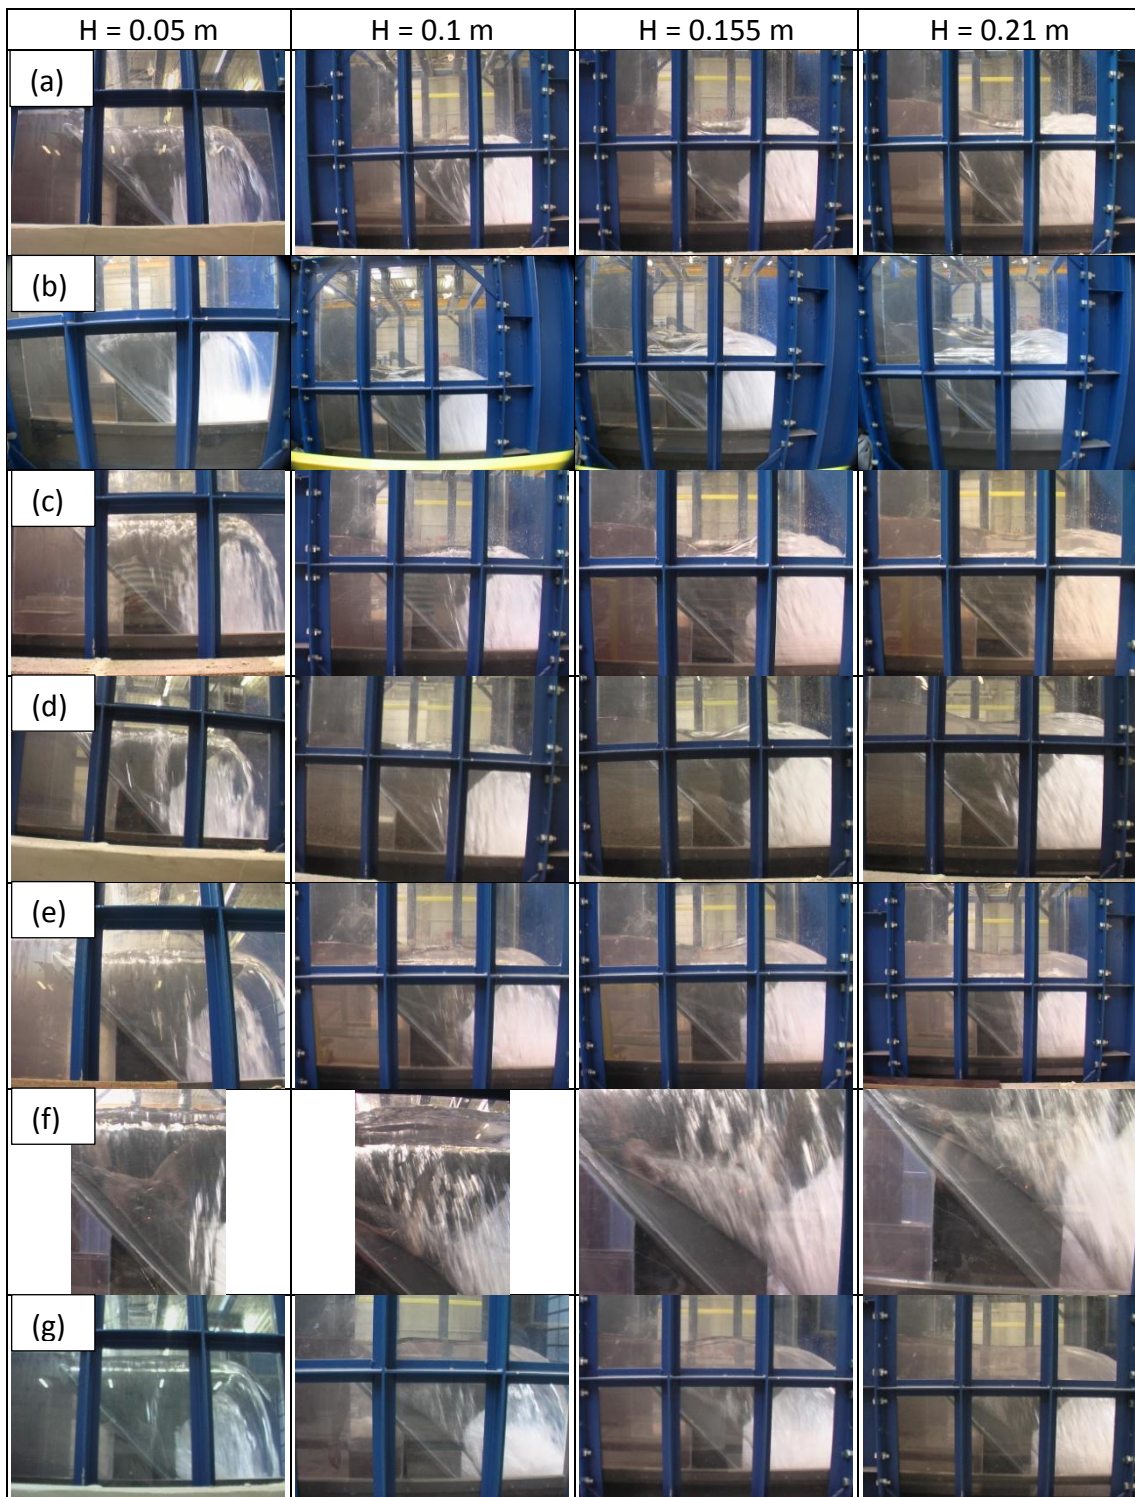 H = 0.05 m H = 0.1 m H = 0.155 m H = 0.21 m
(a)
(b)
(c)
(d)
(e)
(f)
(g)